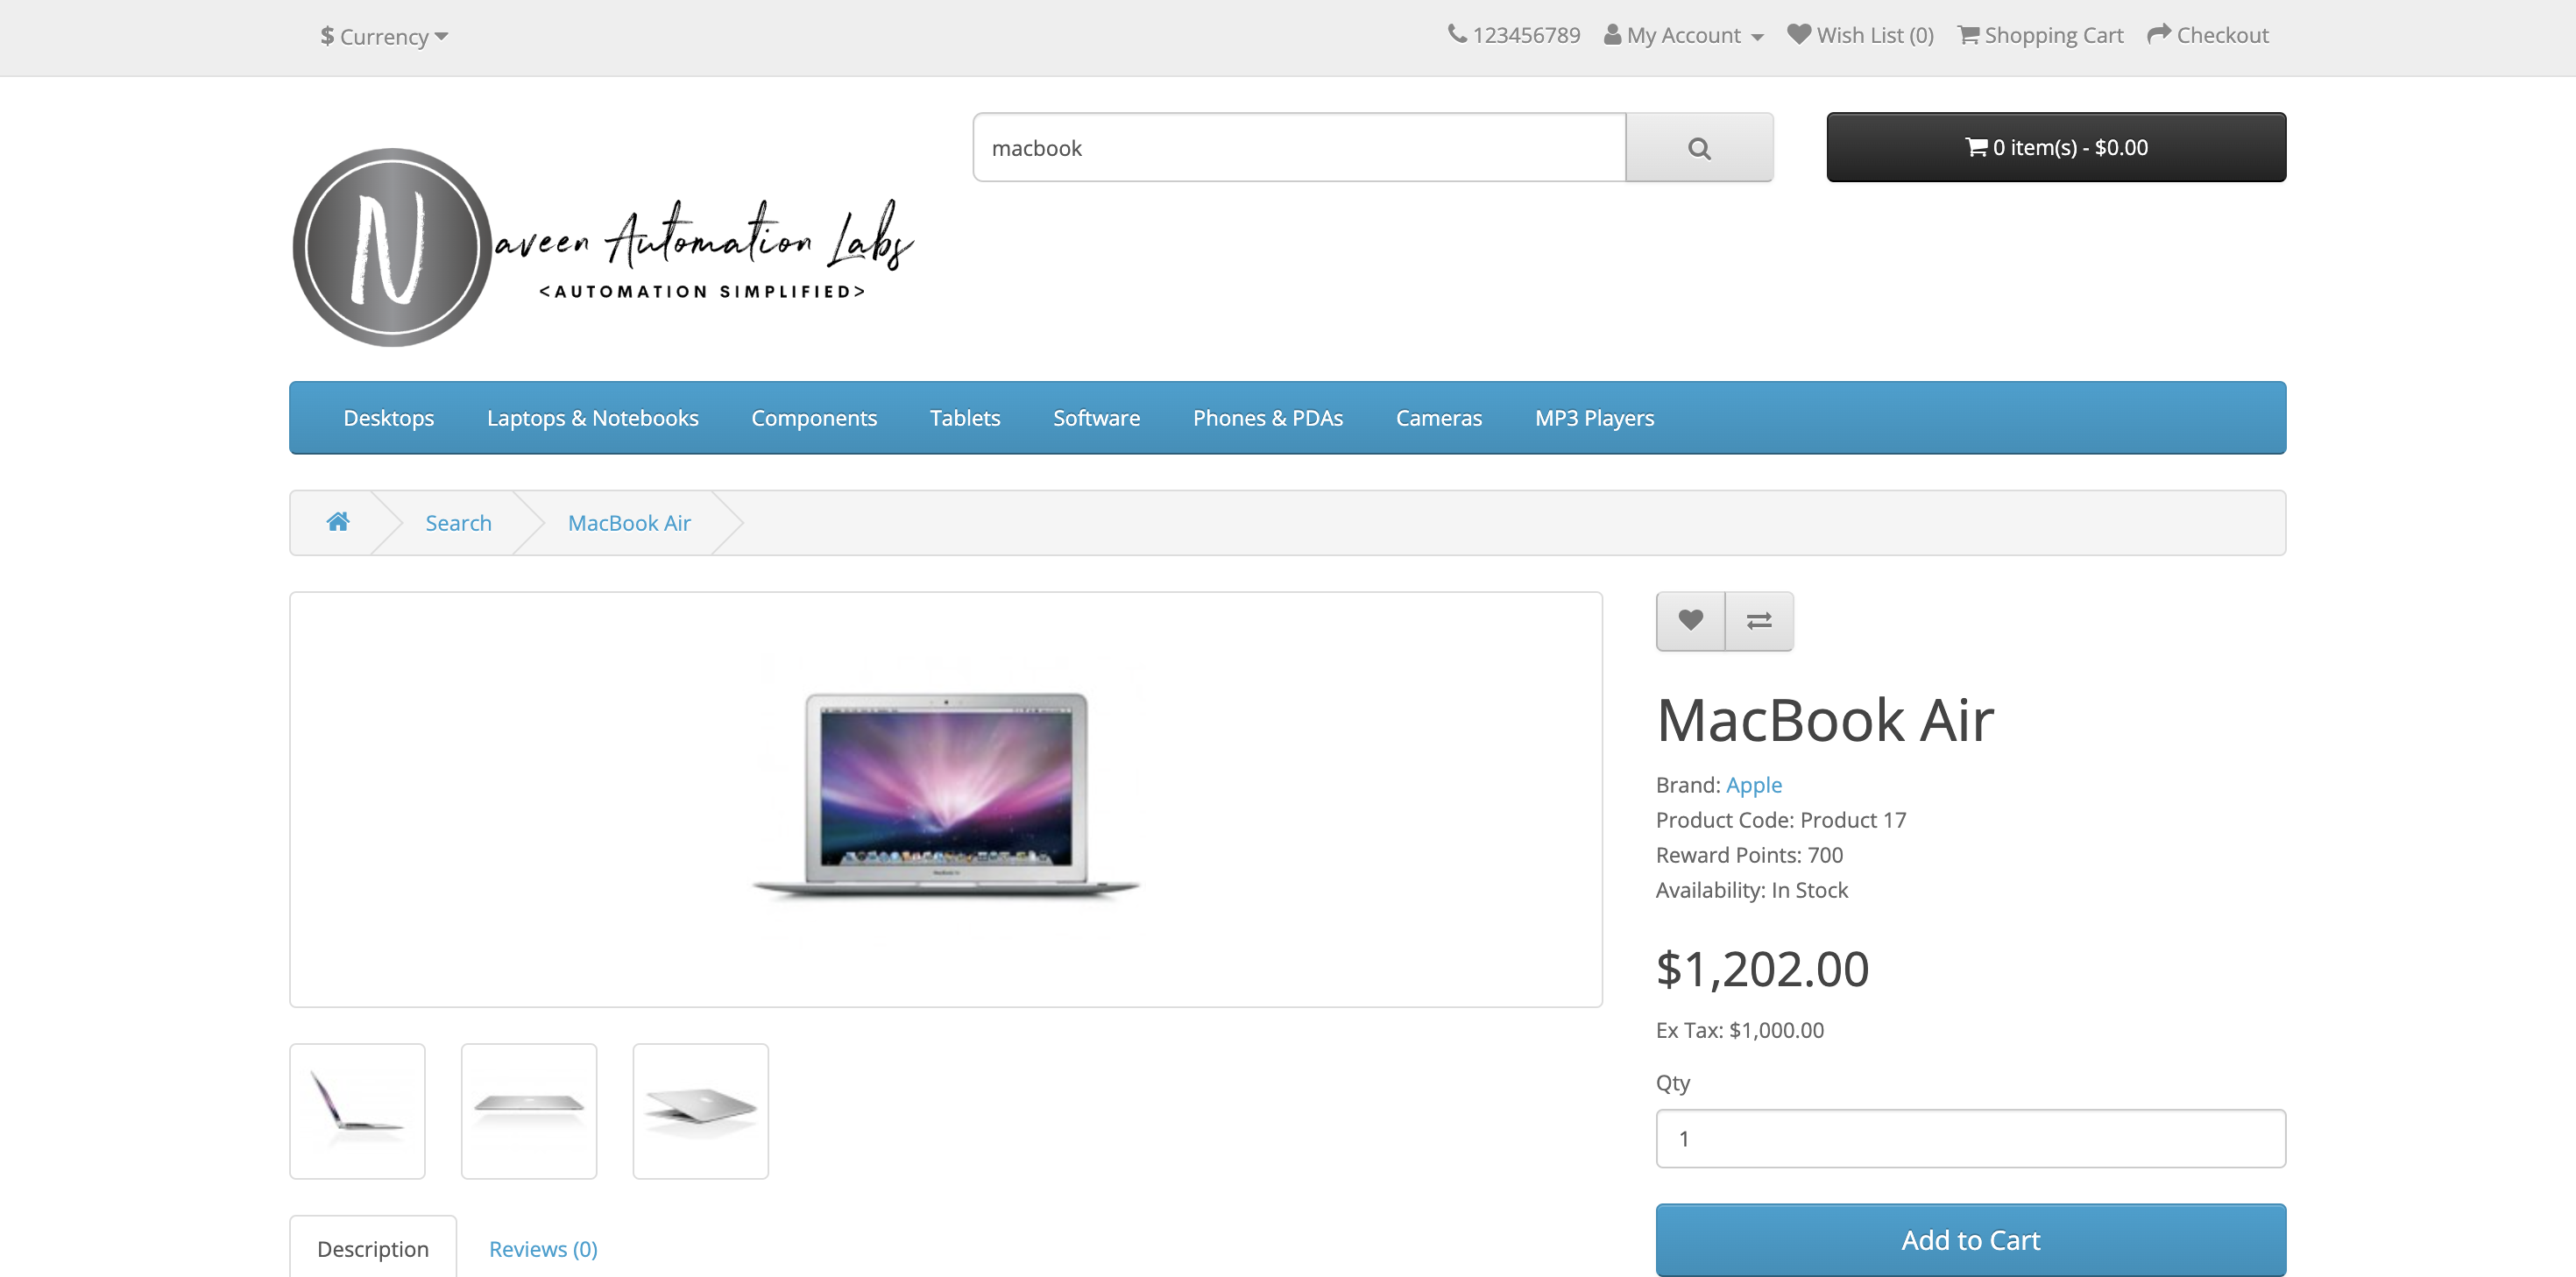 $ Currency
123456789 My Account Wish List (0) Shopping Cart Checkout
macbook
0 item(s) - $0.00
Naveen Automation Labs
<AUTOMATION SIMPLIFIED>
Desktops Laptops & Notebooks Components Tablets Software Phones & PDAs Cameras MP3 Players
Search MacBook Air
MacBook Air
Brand: Apple
Product Code: Product 17
Reward Points: 700
Availability: In Stock
$1,202.00
Ex Tax: $1,000.00
Qty
1
Add to Cart
Description Reviews (0)